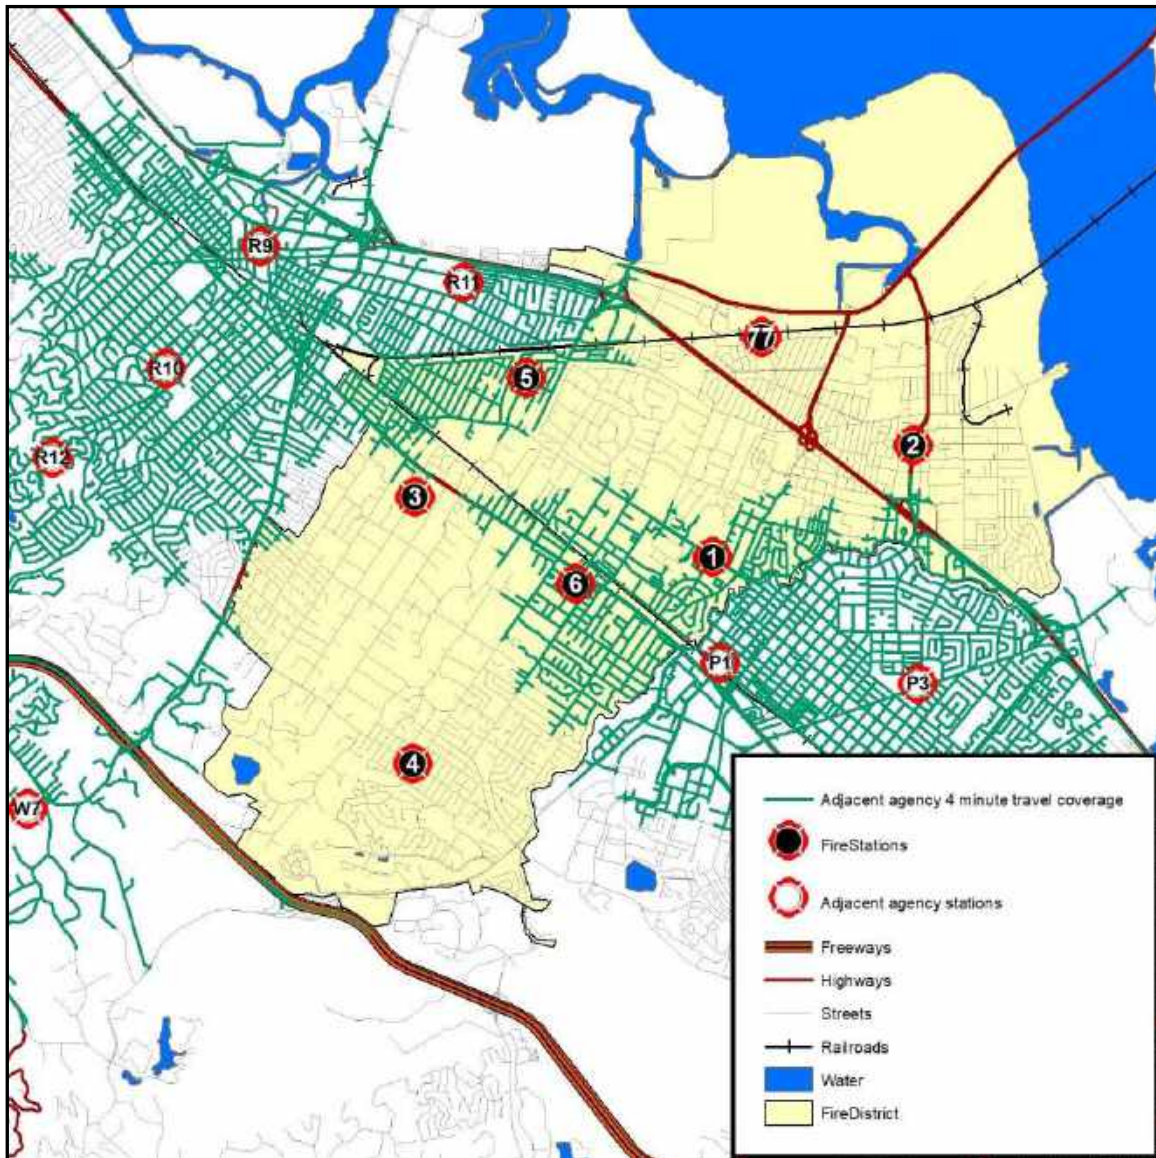 R9
R11
77
R10
5
2
R12
3
1
6
P1
P3
4
W7
Adjacent agency 4 minute travel coverage
FireStations
Adjacent agency stations
Freeways
Highways
Streets
Railroads
Water
FireDistrict